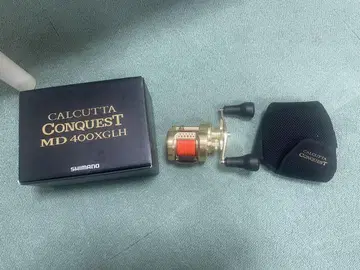 CALCUTTA
CONQUEST
MD 400XGLH
SHIMANO
CALCUTTA
CONQUEST